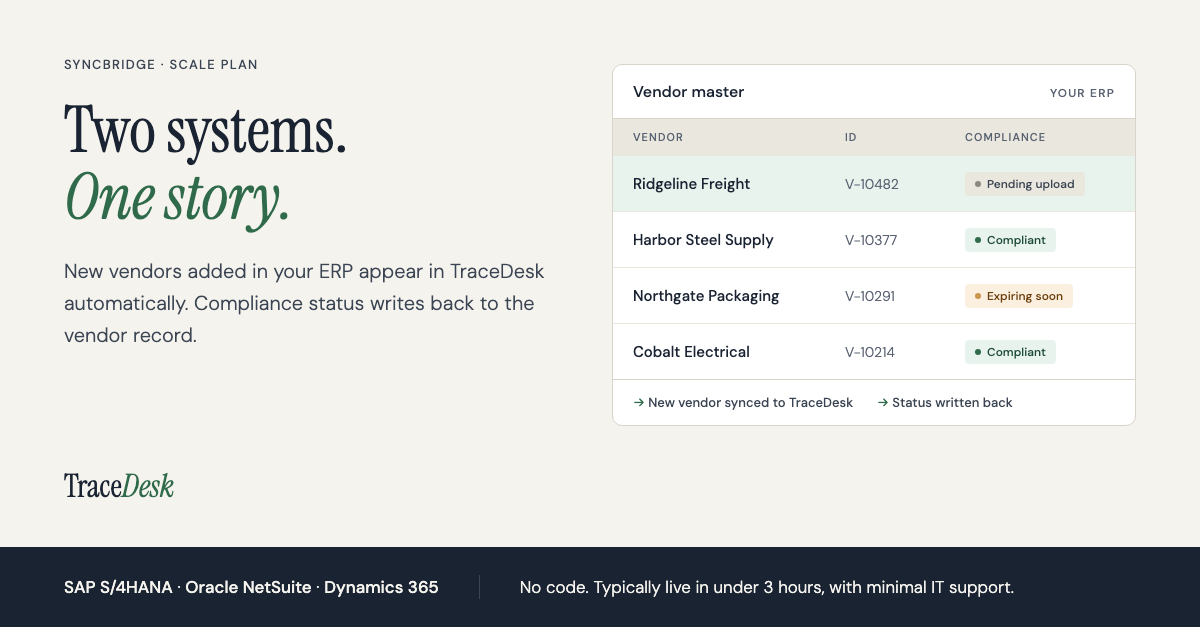 SYNCBRIDGE · SCALE PLAN
Two systems.
One story.
New vendors added in your ERP appear in TraceDesk
automatically. Compliance status writes back to the
vendor record.
TraceDesk
Vendor master YOUR ERP
VENDOR ID COMPLIANCE
Ridgeline Freight V-10482 Pending upload
Harbor Steel Supply V-10377 Compliant
Northgate Packaging V-10291 Expiring soon
Cobalt Electrical V-10214 Compliant
→ New vendor synced to TraceDesk → Status written back
SAP S/4HANA · Oracle NetSuite · Dynamics 365 No code. Typically live in under 3 hours, with minimal IT support.